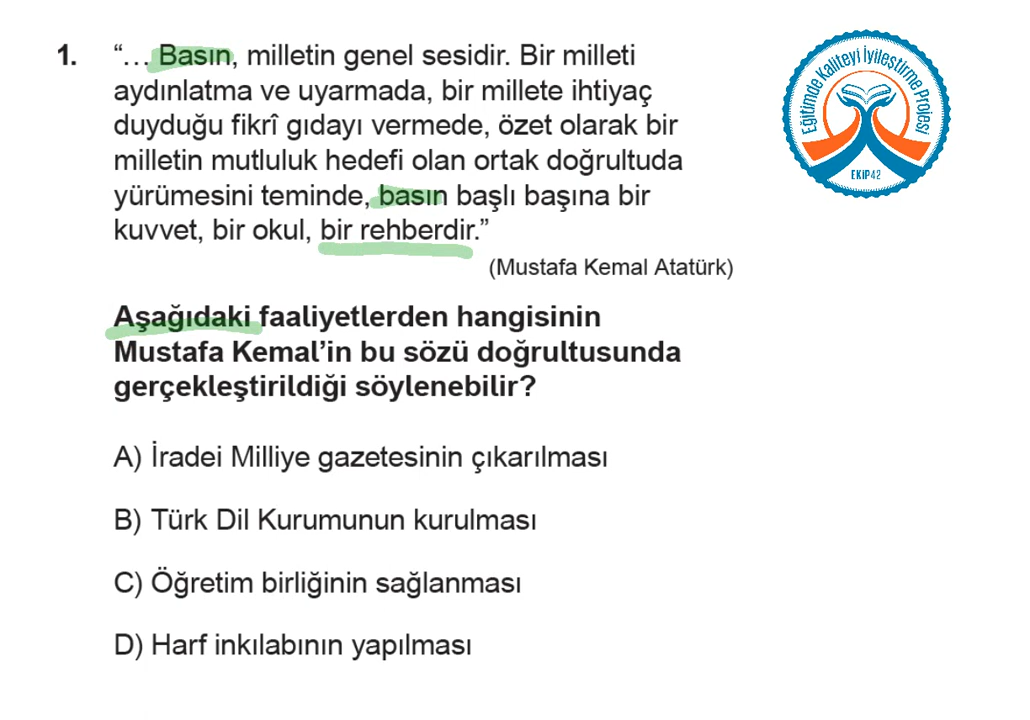 1. “… Basın, milletin genel sesidir. Bir milleti
aydınlatma ve uyarmada, bir millete ihtiyaç
duyduğu fikrî gıdayı vermede, özet olarak bir
milletin mutluluk hedefi olan ortak doğrultuda
yürümesini teminde, basın başlı başına bir
kuvvet, bir okul, bir rehberdir.”
(Mustafa Kemal Atatürk)
Aşağıdaki faaliyetlerden hangisinin
Mustafa Kemal’in bu sözü doğrultusunda
gerçekleştirildiği söylenebilir?
A) İradei Milliye gazetesinin çıkarılması
B) Türk Dil Kurumunun kurulması
C) Öğretim birliğinin sağlanması
D) Harf inkılabının yapılması
Eğitimde Kaliteyi İyileştirme Projesi
EKİP42